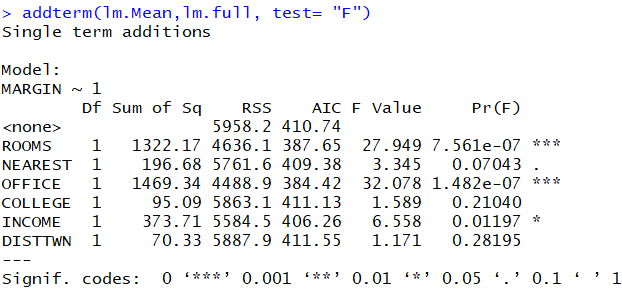 > addterm(lm.Mean,lm.full, test= "F")
Single term additions
Model:
MARGIN ~ 1
Df Sum of Sq RSS AIC F Value Pr(F)
<none> 5958.2 410.74
ROOMS 1 1322.17 4636.1 387.65 27.949 7.561e-07 ***
NEAREST 1 196.68 5761.6 409.38 3.345 0.07043 .
OFFICE 1 1469.34 4488.9 384.42 32.078 1.482e-07 ***
COLLEGE 1 95.09 5863.1 411.13 1.589 0.21040
INCOME 1 373.71 5584.5 406.26 6.558 0.01197 *
DISTTWN 1 70.33 5887.9 411.55 1.171 0.28195
---
Signif. codes: 0 ‘***’ 0.001 ‘**’ 0.01 ‘*’ 0.05 ‘.’ 0.1 ‘ ’ 1